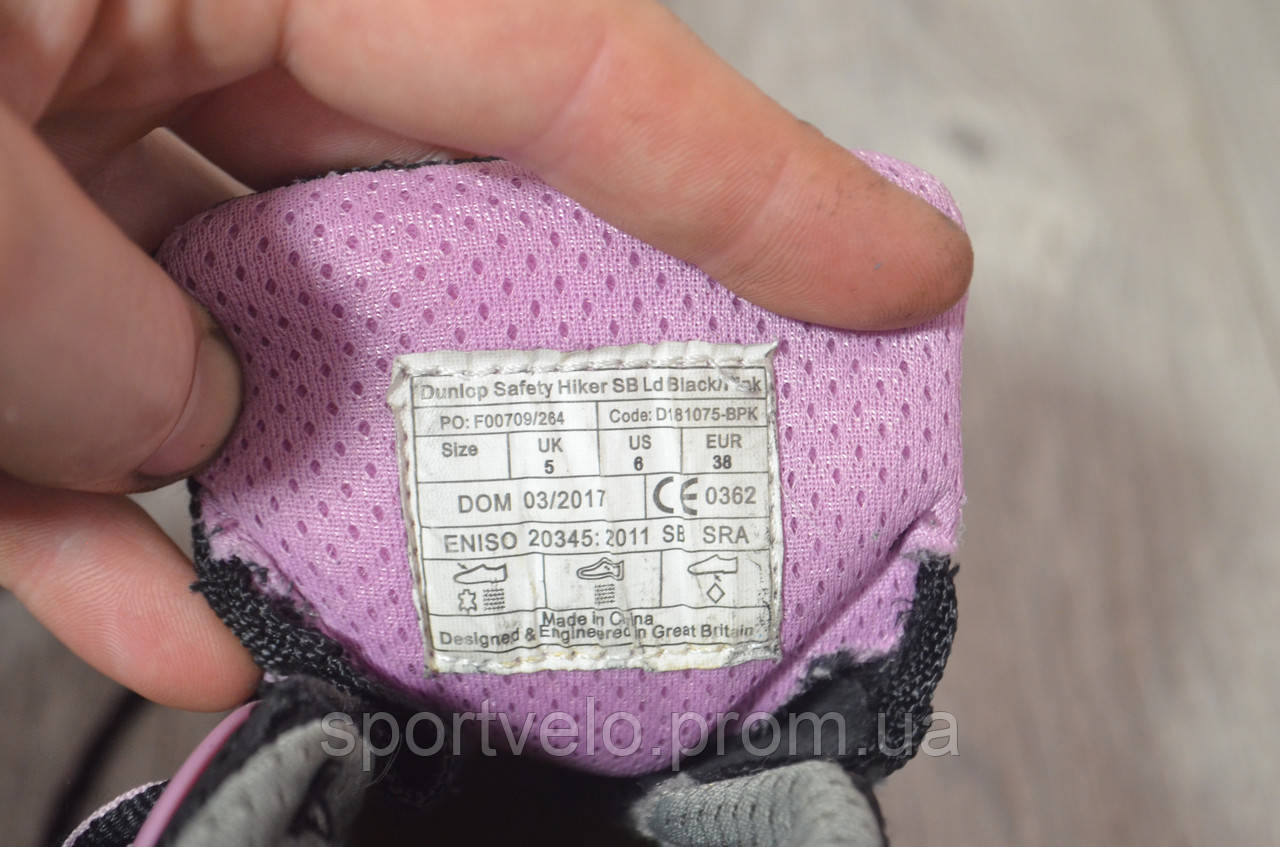 Dunlop Safety Hiker SB Ld Black/Pink
PO: F00709/264 Code: D181075-BPK
Size UK US EUR
5 6 38
DOM 03/2017 CE 0362
ENISO 20345: 2011 SB SRA
Made In China
Designed & Engineered in Great Britain
sportvelo.prom.ua